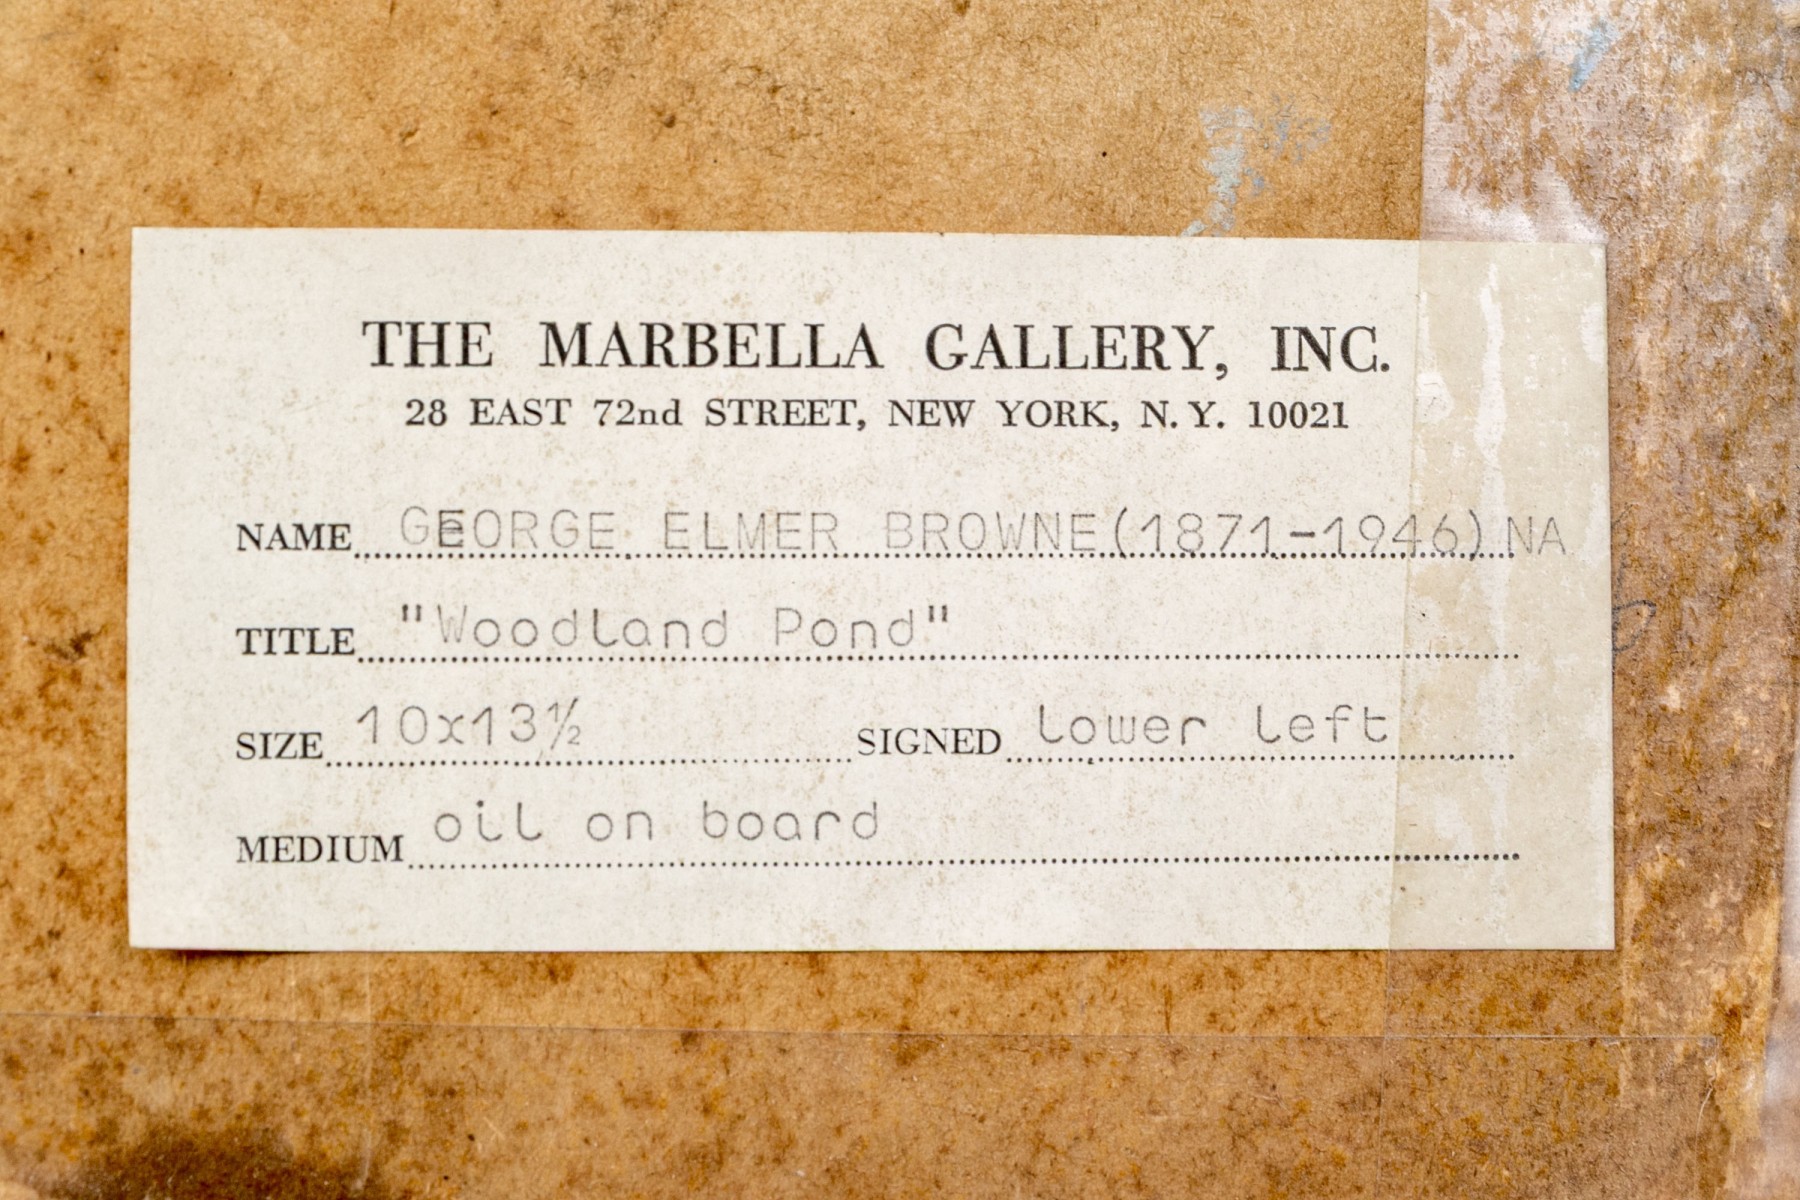 THE MARBELLA GALLERY, INC.
28 EAST 72nd STREET, NEW YORK, N. Y. 10021
NAME GEORGE ELMER BROWNE(1871-1946) NA
TITLE "Woodland Pond"
SIZE 10x13½ SIGNED lower left
MEDIUM oil on board